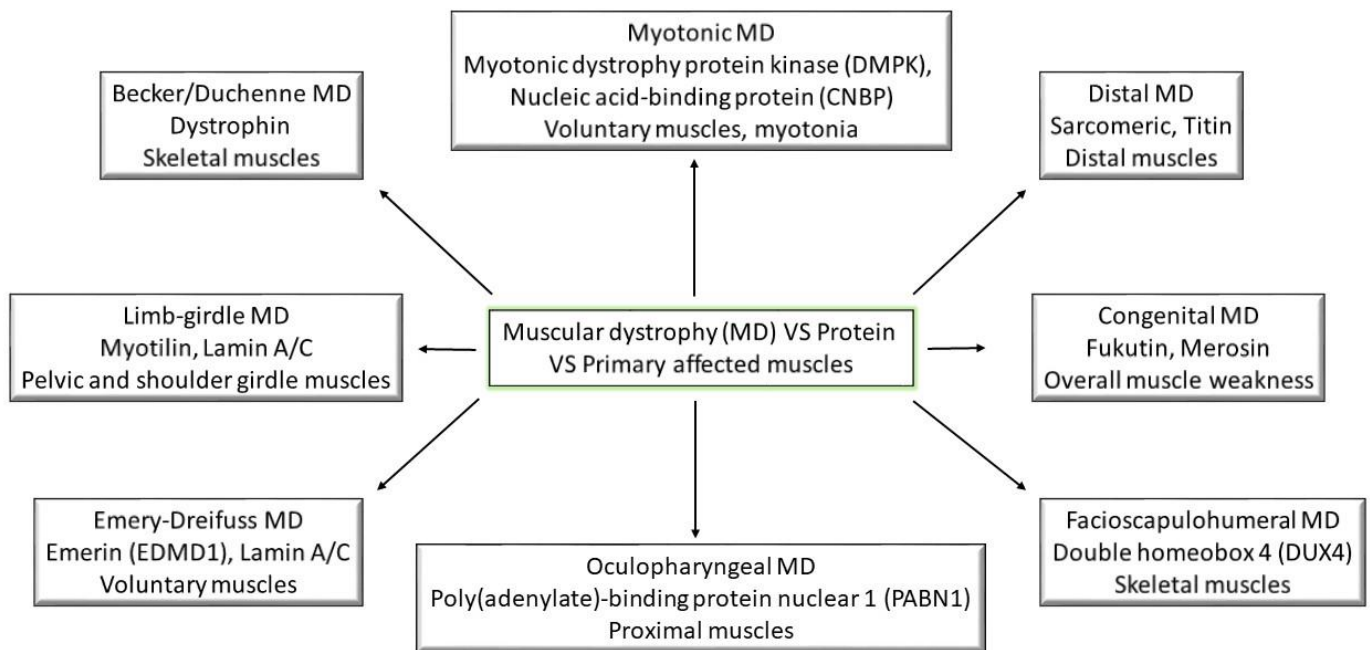 Myotonic MD
Myotonic dystrophy protein kinase (DMPK),
Nucleic acid-binding protein (CNBP)
Voluntary muscles, myotonia
Becker/Duchenne MD
Dystrophin
Skeletal muscles
Distal MD
Sarcomeric, Titin
Distal muscles
Limb-girdle MD
Myotilin, Lamin A/C
Pelvic and shoulder girdle muscles
Muscular dystrophy (MD) VS Protein
VS Primary affected muscles
Congenital MD
Fukutin, Merosin
Overall muscle weakness
Emery-Dreifuss MD
Emerin (EDMD1), Lamin A/C
Voluntary muscles
Oculopharyngeal MD
Poly(adenylate)-binding protein nuclear 1 (PABN1)
Proximal muscles
Facioscapulohumeral MD
Double homeobox 4 (DUX4)
Skeletal muscles